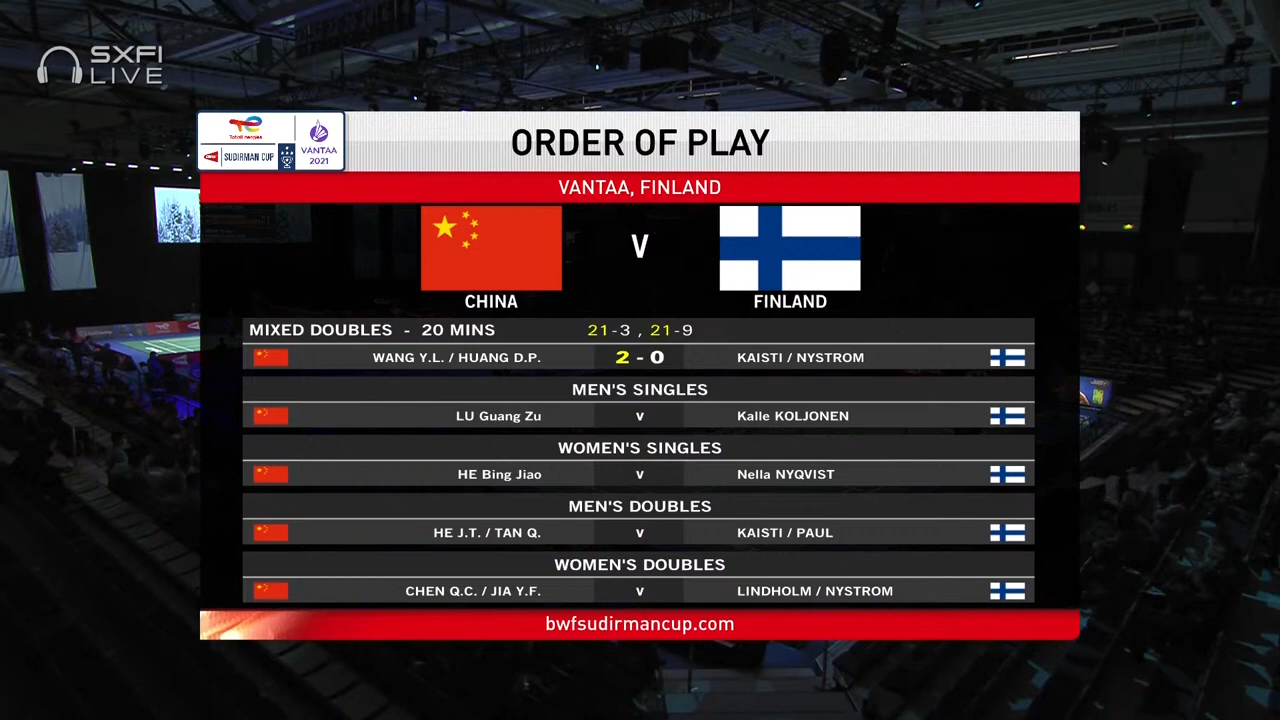 SXFI
LIVE
TotalEnergies
SUDIRMAN CUP
VANTAA
2021
ORDER OF PLAY
VANTAA, FINLAND
V
CHINA
FINLAND
MIXED DOUBLES - 20 MINS 21-3 , 21-9
WANG Y.L. / HUANG D.P. 2 - 0 KAISTI / NYSTROM
MEN'S SINGLES
LU Guang Zu v Kalle KOLJONEN
WOMEN'S SINGLES
HE Bing Jiao v Nella NYQVIST
MEN'S DOUBLES
HE J.T. / TAN Q. v KAISTI / PAUL
WOMEN'S DOUBLES
CHEN Q.C. / JIA Y.F. v LINDHOLM / NYSTROM
bwfsudirmancup.com